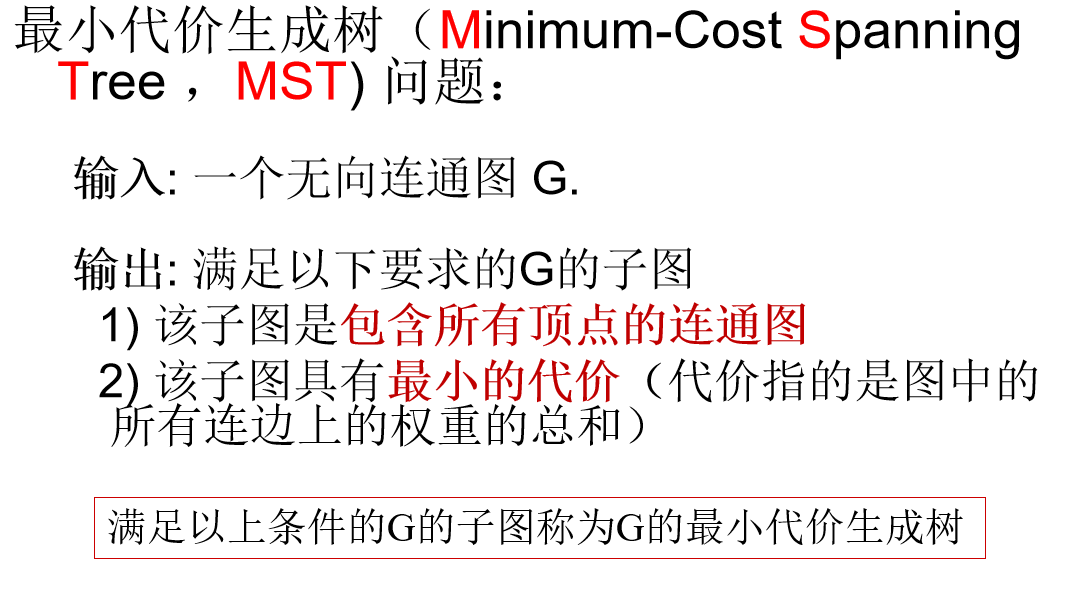 最小代价生成树（Minimum-Cost Spanning
Tree ，MST) 问题：
输入: 一个无向连通图 G.
输出: 满足以下要求的G的子图
1) 该子图是包含所有顶点的连通图
2) 该子图具有最小的代价（代价指的是图中的
所有连边上的权重的总和）
满足以上条件的G的子图称为G的最小代价生成树